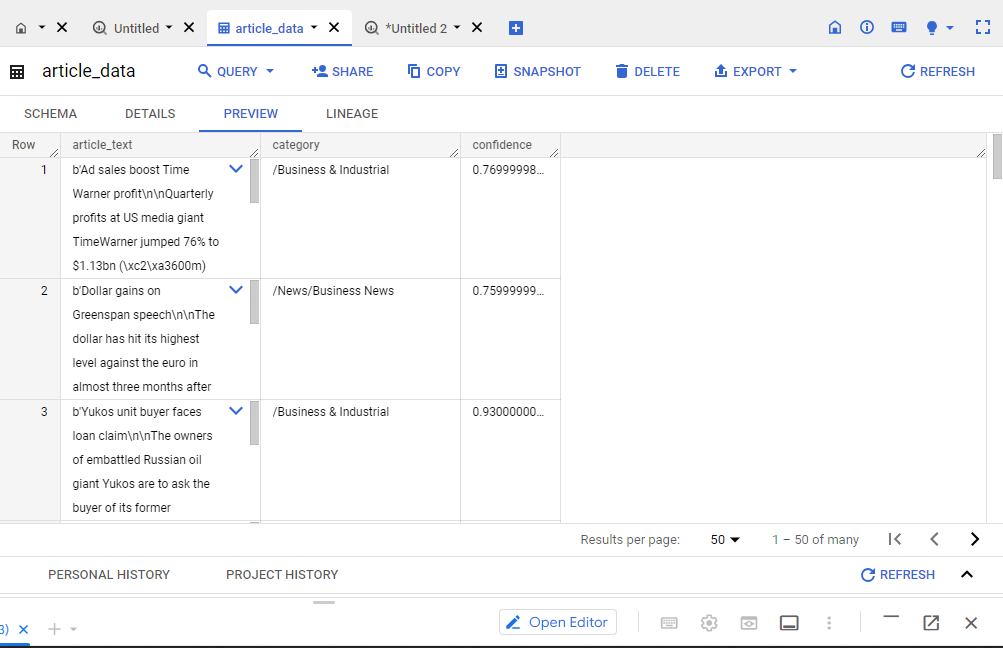 Untitled article_data *Untitled 2
article_data QUERY SHARE COPY SNAPSHOT DELETE EXPORT REFRESH
SCHEMA DETAILS PREVIEW LINEAGE
Row article_text category confidence
1 b'Ad sales boost Time /Business & Industrial 0.76999998...
Warner profit\n\nQuarterly
profits at US media giant
TimeWarner jumped 76% to
$1.13bn (\xc2\xa3600m)
2 b'Dollar gains on /News/Business News 0.75999999...
Greenspan speech\n\nThe
dollar has hit its highest
level against the euro in
almost three months after
3 b'Yukos unit buyer faces /Business & Industrial 0.93000000...
loan claim\n\nThe owners
of embattled Russian oil
giant Yukos are to ask the
buyer of its former
Results per page: 50 1 – 50 of many
PERSONAL HISTORY PROJECT HISTORY REFRESH
3) Open Editor